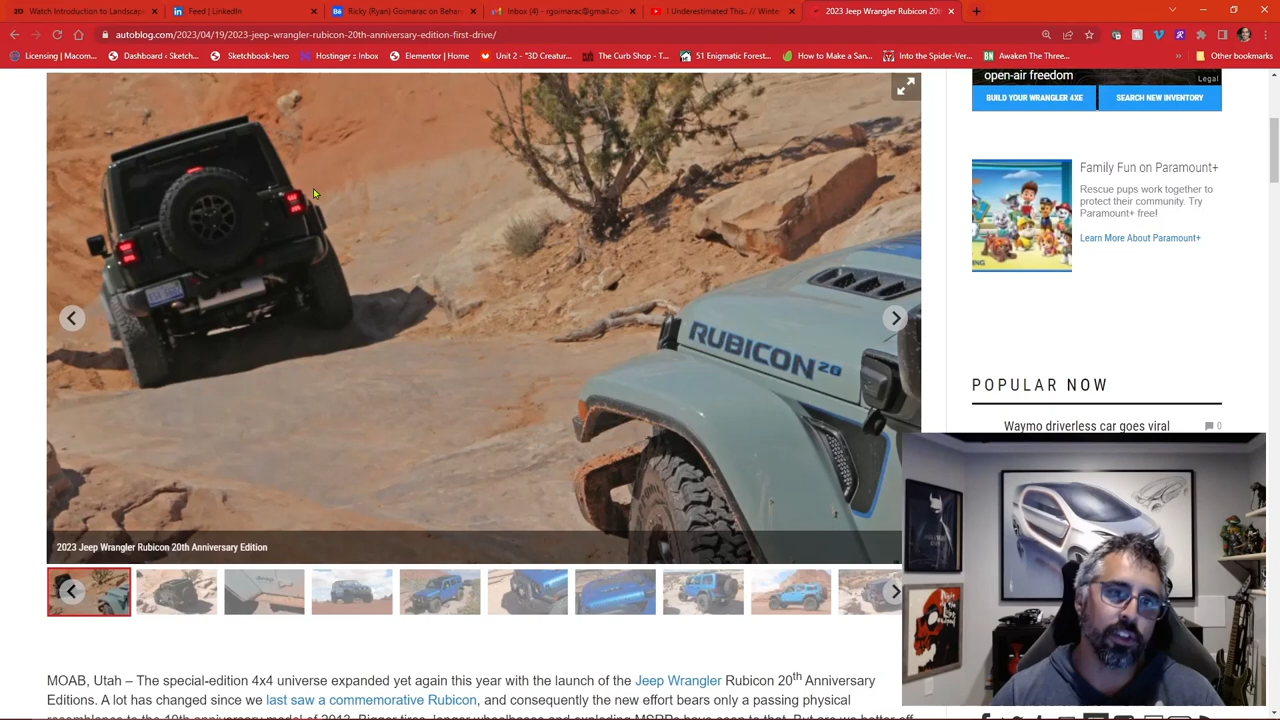 Watch Introduction to Landscap
Feed | LinkedIn
Ricky (Ryan) Goimarac on Behan
Inbox (4) - rgoimarac@gmail.co
I Underestimated This.. // Winte
2023 Jeep Wrangler Rubicon 20t
autoblog.com/2023/04/19/2023-jeep-wrangler-rubicon-20th-anniversary-edition-first-drive/
Licensing | Macom...
Dashboard ‹ Sketch...
Sketchbook-hero
Hostinger :: Inbox
Elementor | Home
Unit 2 - "3D Creatur...
The Curb Shop - T...
51 Enigmatic Forest...
How to Make a San...
Into the Spider-Ver...
Awaken The Three...
Other bookmarks
open-air freedom
Legal
BUILD YOUR WRANGLER 4XE
SEARCH NEW INVENTORY
Family Fun on Paramount+
Rescue pups work together to
protect their community. Try
Paramount+ free!
Learn More About Paramount+
RUBICON 20
POPULAR NOW
Waymo driverless car goes viral
0
2023 Jeep Wrangler Rubicon 20th Anniversary Edition
MOAB, Utah – The special-edition 4x4 universe expanded yet again this year with the launch of the Jeep Wrangler Rubicon 20th Anniversary
Editions. A lot has changed since we last saw a commemorative Rubicon, and consequently the new effort bears only a passing physical